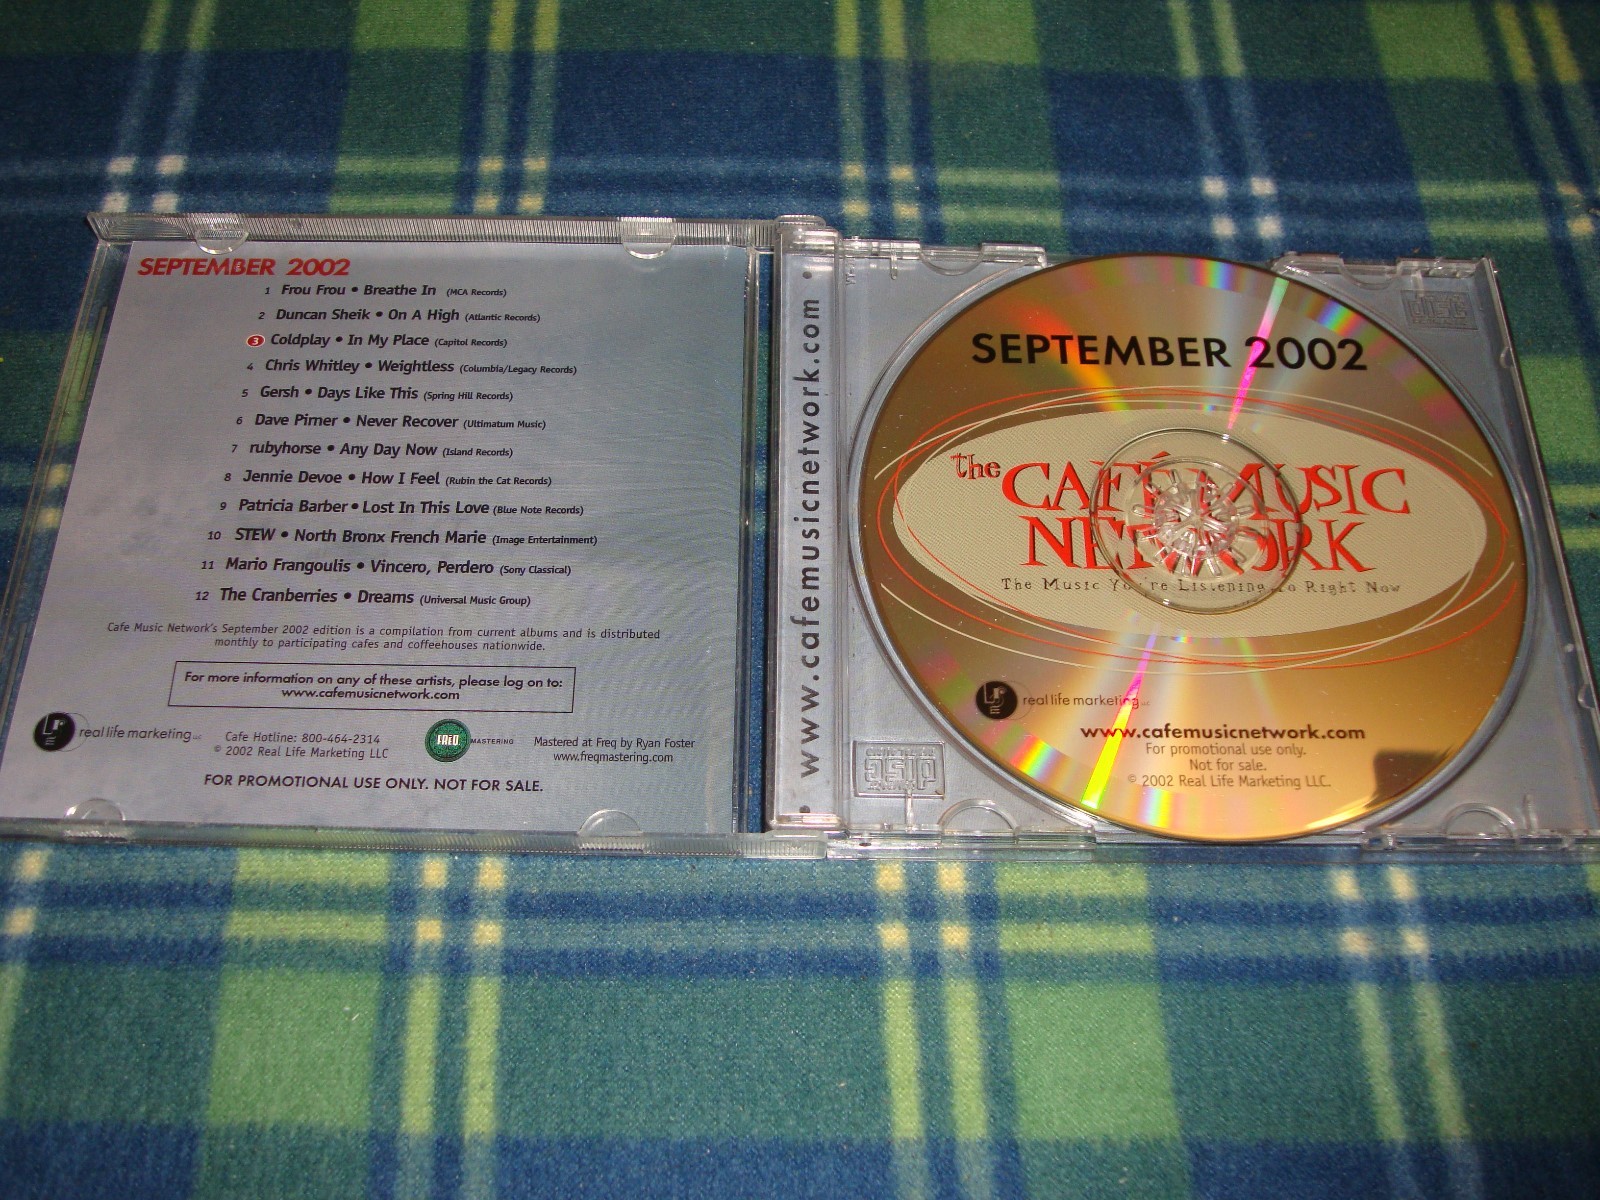 SEPTEMBER 2002
1 Frou Frou • Breathe In (MCA Records)
2 Duncan Sheik • On A High (Atlantic Records)
3 Coldplay • In My Place (Capitol Records)
4 Chris Whitley • Weightless (Columbia/Legacy Records)
5 Gersh • Days Like This (Spring Hill Records)
6 Dave Pirner • Never Recover (Ultimatum Music)
7 rubyhorse • Any Day Now (Island Records)
8 Jennie Devoe • How I Feel (Rubin the Cat Records)
9 Patricia Barber • Lost In This Love (Blue Note Records)
10 STEW • North Bronx French Marie (Image Entertainment)
11 Mario Frangoulis • Vincero, Perdero (Sony Classical)
12 The Cranberries • Dreams (Universal Music Group)
Cafe Music Network's September 2002 edition is a compilation from current albums and is distributed
monthly to participating cafes and coffeehouses nationwide.
For more information on any of these artists, please log on to:
www.cafemusicnetwork.com
real life marketing LLC
Cafe Hotline: 800-464-2314
© 2002 Real Life Marketing LLC
FREQ MASTERING
Mastered at Freq by Ryan Foster
www.freqmastering.com
FOR PROMOTIONAL USE ONLY. NOT FOR SALE.
• www.cafemusicnetwork.com •
SEPTEMBER 2002
the CAFÉ MUSIC
NETWORK
The Music You're Listening To Right Now
real life marketing LLC
www.cafemusicnetwork.com
For promotional use only.
Not for sale.
© 2002 Real Life Marketing LLC.
disc